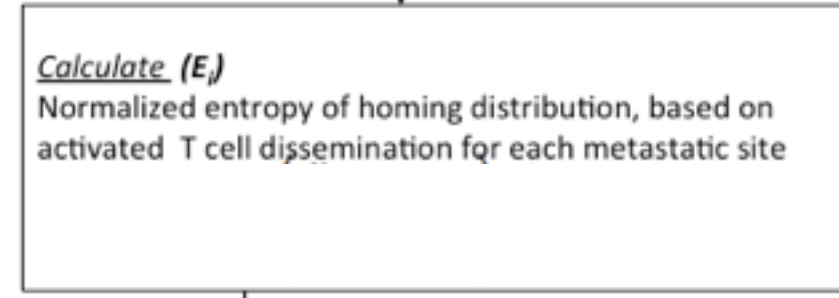 Calculate (Ei)
Normalized entropy of homing distribution, based on
activated T cell dissemination for each metastatic site